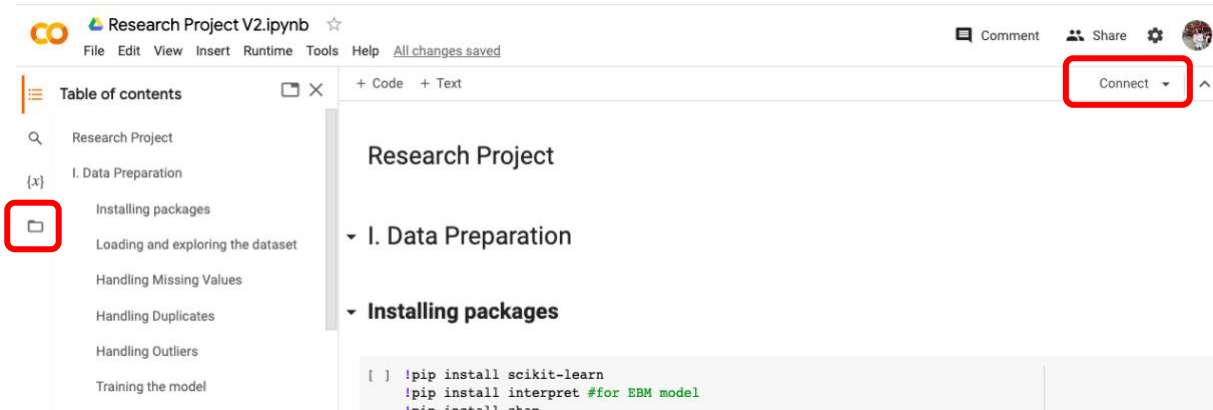 Research Project V2.ipynb
File Edit View Insert Runtime Tools Help All changes saved
Comment Share
Table of contents
Research Project
I. Data Preparation
Installing packages
Loading and exploring the dataset
Handling Missing Values
Handling Duplicates
Handling Outliers
Training the model
{x}
+ Code + Text
Connect
Research Project
I. Data Preparation
Installing packages
[ ] !pip install scikit-learn
!pip install interpret #for EBM model
!pip install shap